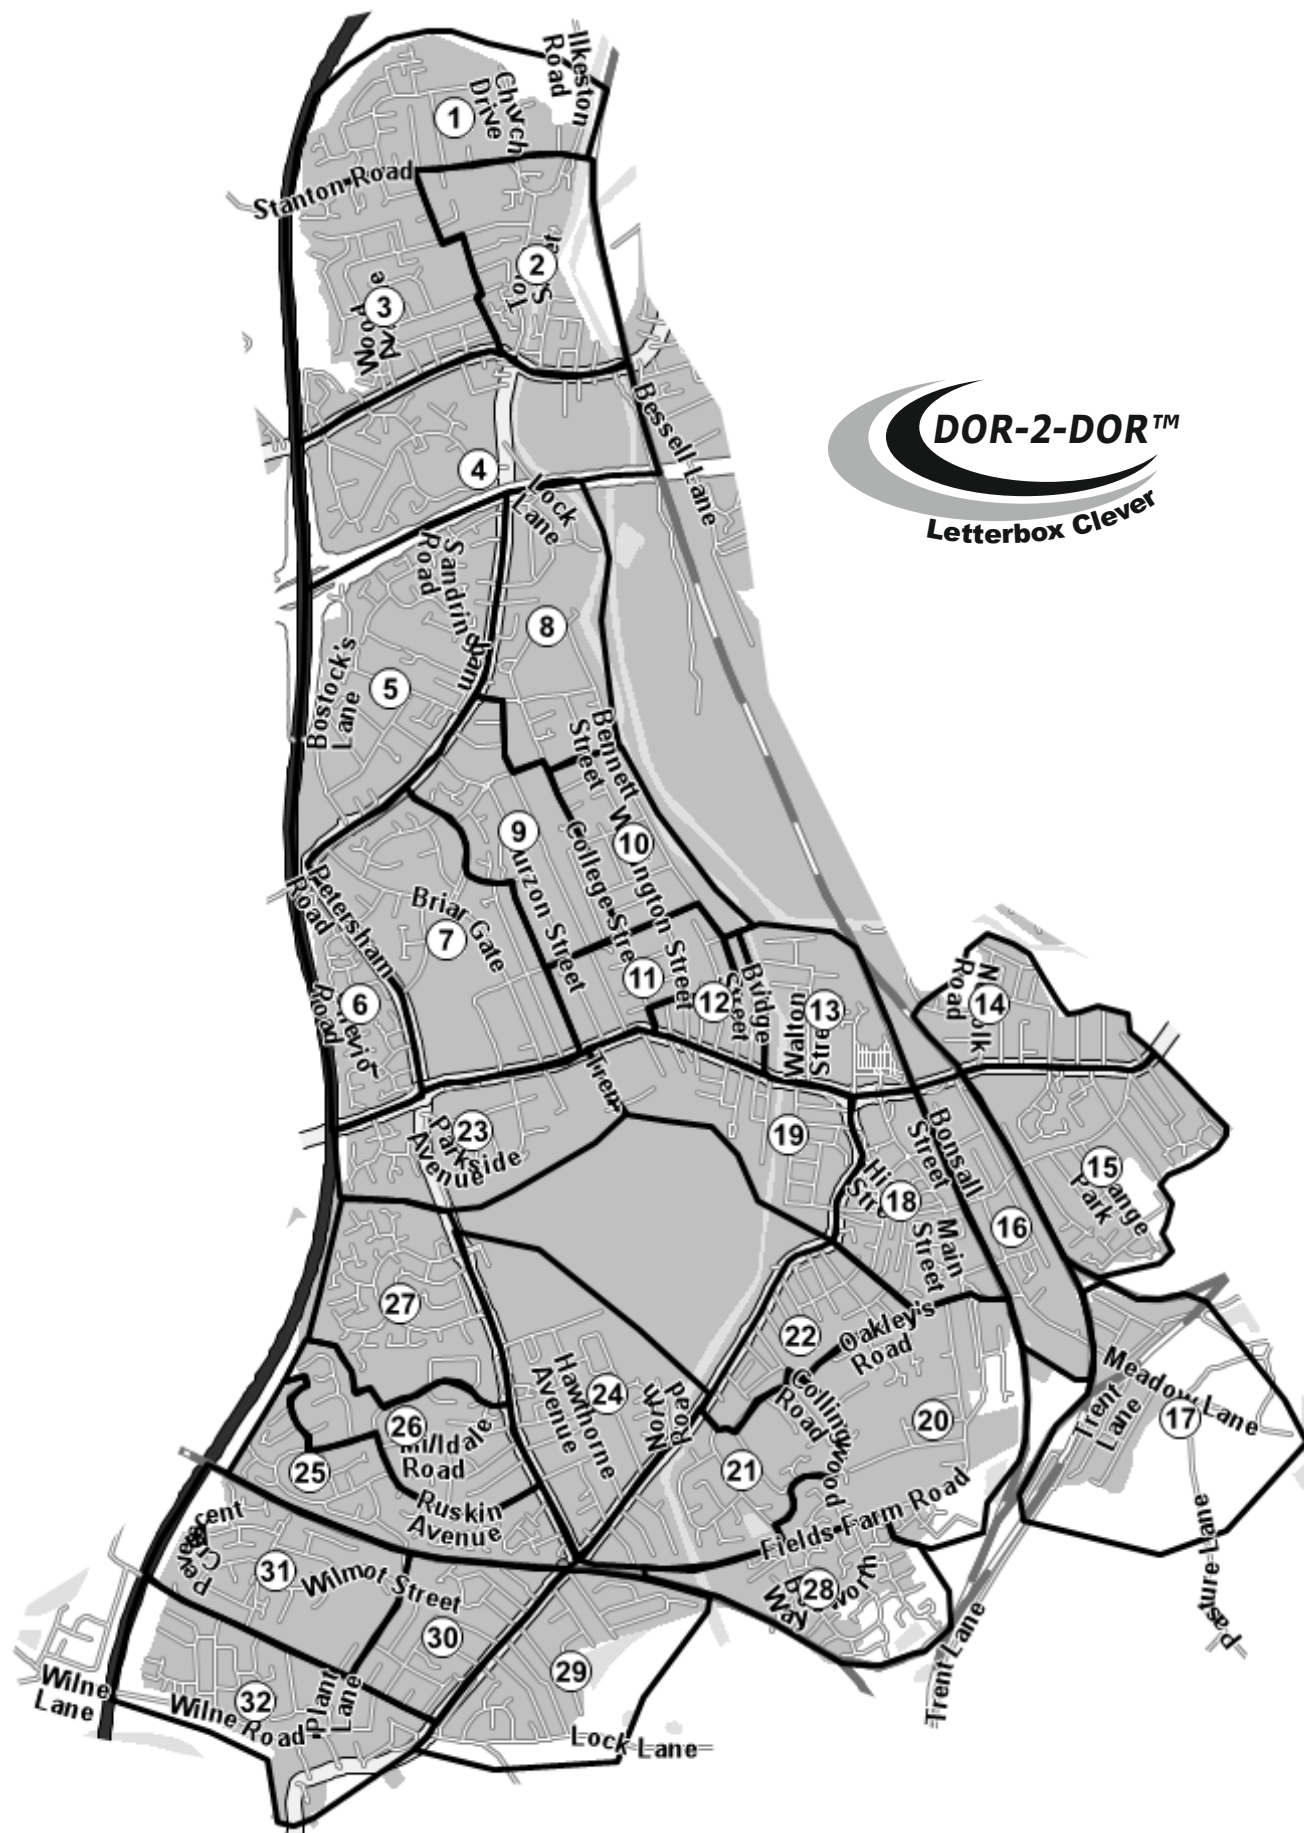 Ilkeston
Road
Church
Drive
1
Stanton Road
2
3
DOR-2-DOR™
Letterbox Clever
Bessell Lane
4
Lock
Lane
Sandringham
Road
8
Bostock's
Lane
5
Bennett
Street
9
10
College Street
Petersham
Road
Briar Gate
7
11
12
Bridge
Street
Walton
Street
13
14
6
Road
23
Parkside
Avenue
19
Bonsall
Street
15
18
16
Main
Street
27
22
Oakley's
Road
Hawthorne
Avenue
24
North
Road
Collingwood
Road
Meadow Lane
Trent
Lane
17
20
26
Road
25
21
Ruskin
Avenue
Fields Farm Road
31
Wilmot Street
28
Way
Pasture Lane
30
29
Trent Lane
Wilne
Lane
32
Wilne Road
Plant
Lane
Lock Lane